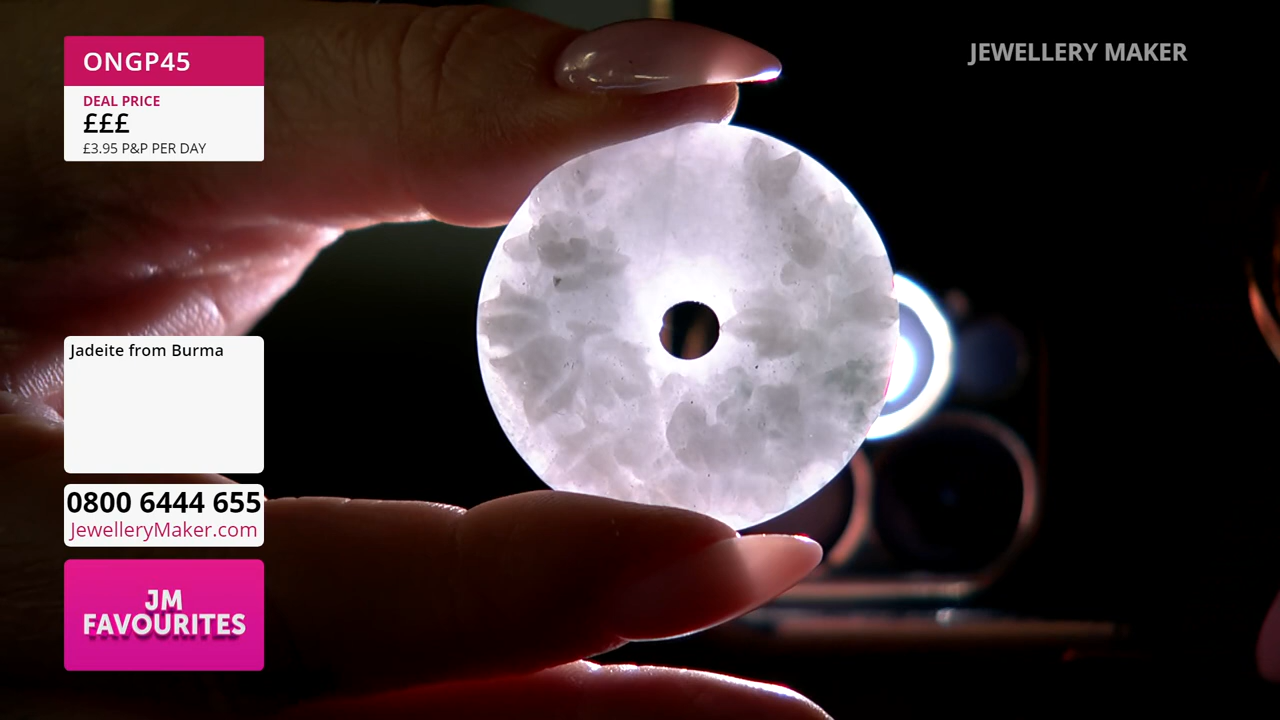 ONGP45
DEAL PRICE
£££
£3.95 P&P PER DAY
JEWELLERY MAKER
Jadeite from Burma
0800 6444 655
JewelleryMaker.com
JM
FAVOURITES